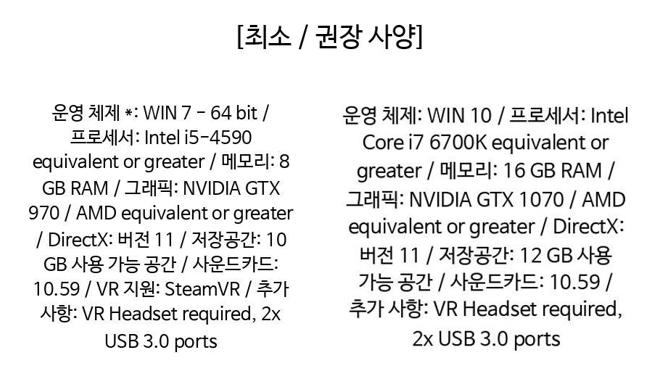 [최소 / 권장 사양]
운영 체제 *: WIN 7 - 64 bit /
프로세서: Intel i5-4590
equivalent or greater / 메모리: 8
GB RAM / 그래픽: NVIDIA GTX
970 / AMD equivalent or greater
/ DirectX: 버전 11 / 저장공간: 10
GB 사용 가능 공간 / 사운드카드:
10.59 / VR 지원: SteamVR / 추가
사항: VR Headset required, 2x
USB 3.0 ports
운영 체제: WIN 10 / 프로세서: Intel
Core i7 6700K equivalent or
greater / 메모리: 16 GB RAM /
그래픽: NVIDIA GTX 1070 / AMD
equivalent or greater / DirectX:
버전 11 / 저장공간: 12 GB 사용
가능 공간 / 사운드카드: 10.59 /
추가 사항: VR Headset required,
2x USB 3.0 ports